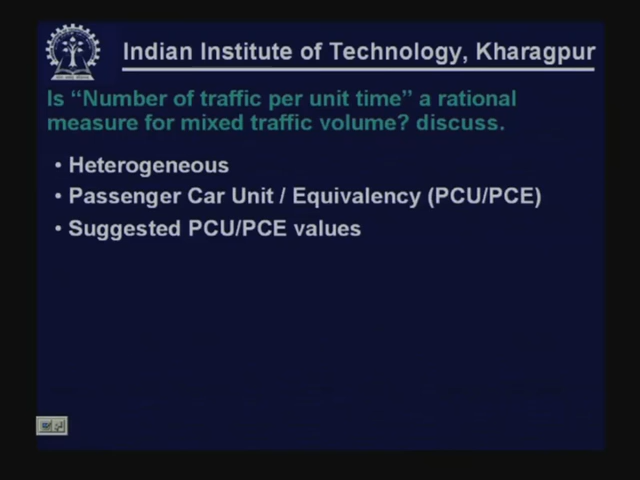 Indian Institute of Technology, Kharagpur
Is “Number of traffic per unit time” a rational
measure for mixed traffic volume? discuss.
• Heterogeneous
• Passenger Car Unit / Equivalency (PCU/PCE)
• Suggested PCU/PCE values